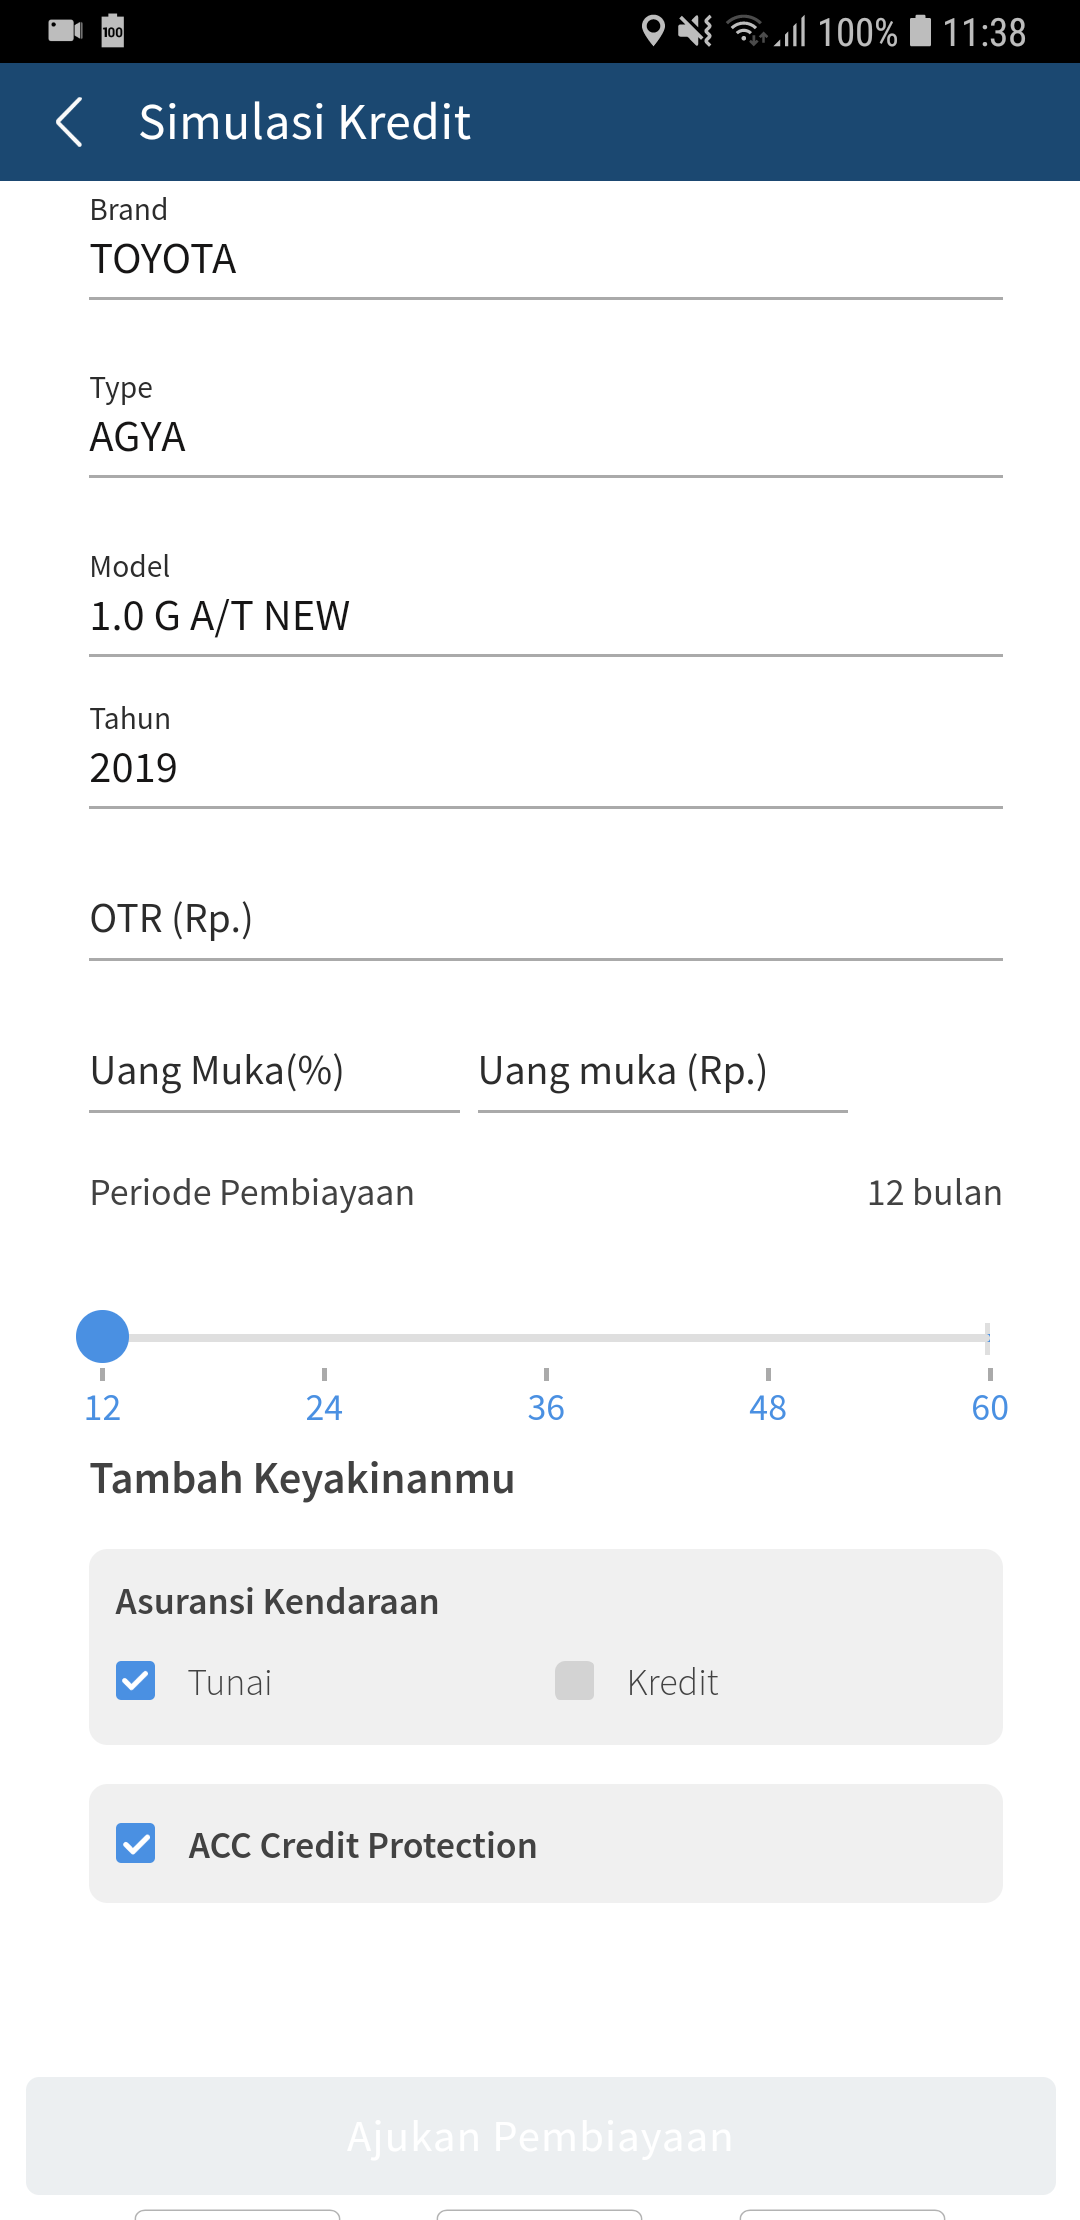 100
100% 11:38
Simulasi Kredit
Brand
TOYOTA
Type
AGYA
Model
1.0 G A/T NEW
Tahun
2019
OTR (Rp.)
Uang Muka(%) Uang muka (Rp.)
Periode Pembiayaan 12 bulan
12 24 36 48 60
Tambah Keyakinanmu
Asuransi Kendaraan
Tunai Kredit
ACC Credit Protection
Ajukan Pembiayaan